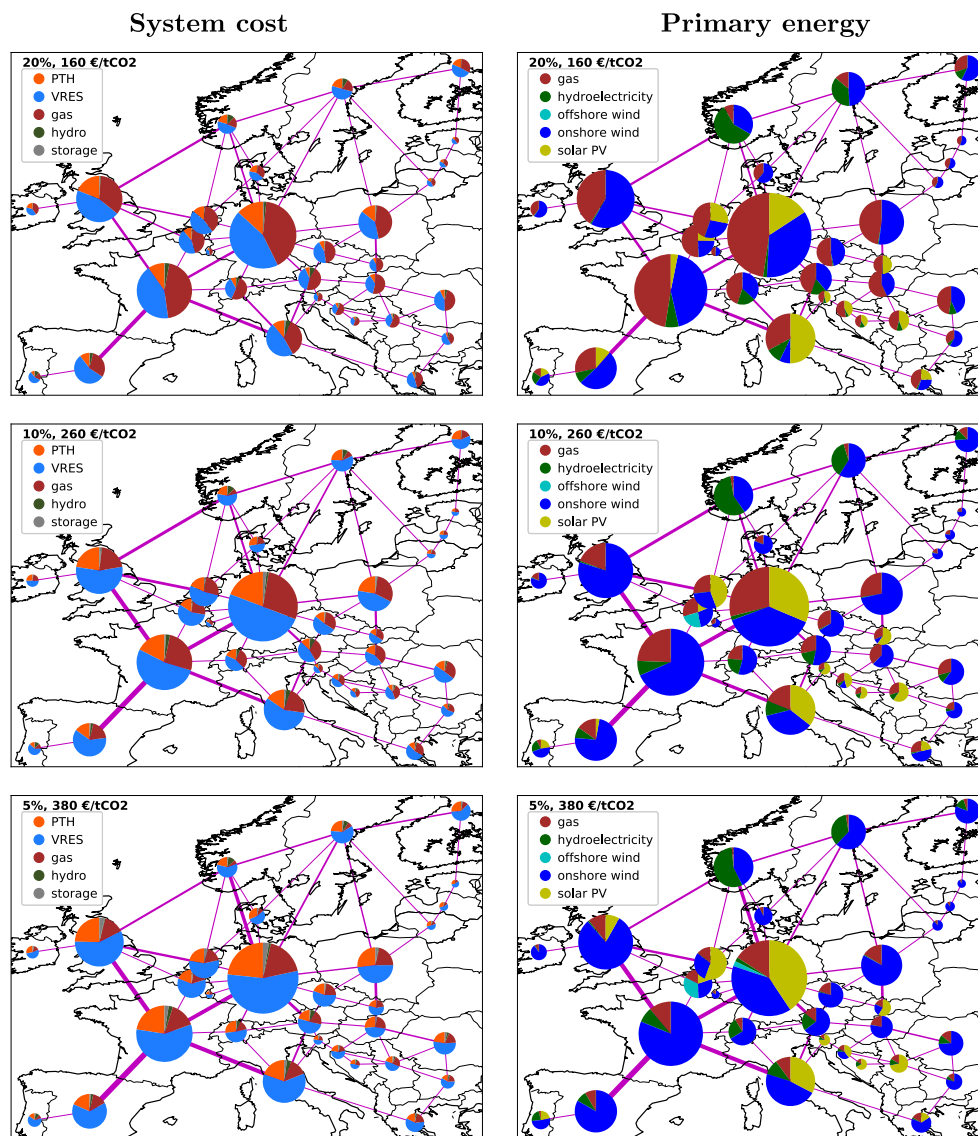 System cost
Primary energy
20%, 160 €/tCO2
PTH
VRES
gas
hydro
storage
20%, 160 €/tCO2
gas
hydroelectricity
offshore wind
onshore wind
solar PV
10%, 260 €/tCO2
PTH
VRES
gas
hydro
storage
10%, 260 €/tCO2
gas
hydroelectricity
offshore wind
onshore wind
solar PV
5%, 380 €/tCO2
PTH
VRES
gas
hydro
storage
5%, 380 €/tCO2
gas
hydroelectricity
offshore wind
onshore wind
solar PV